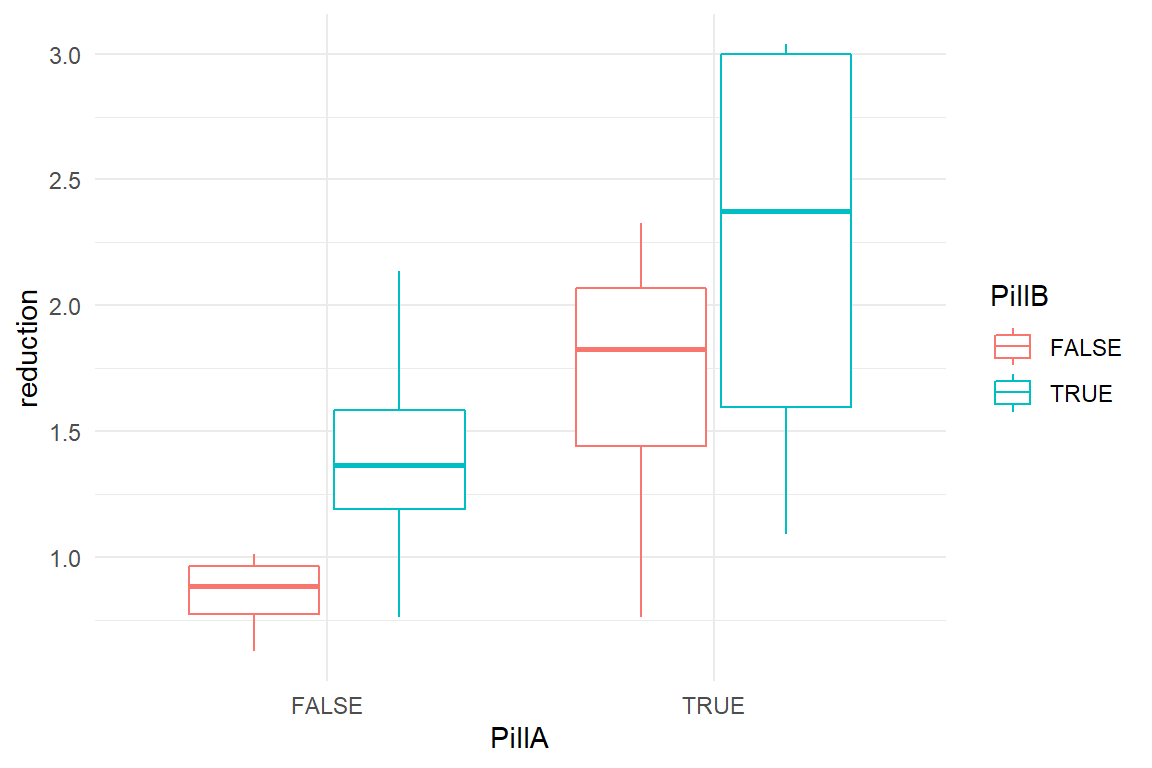 3.0
2.5
2.0
1.5
1.0
reduction
FALSE
TRUE
PillA
PillB
FALSE
TRUE